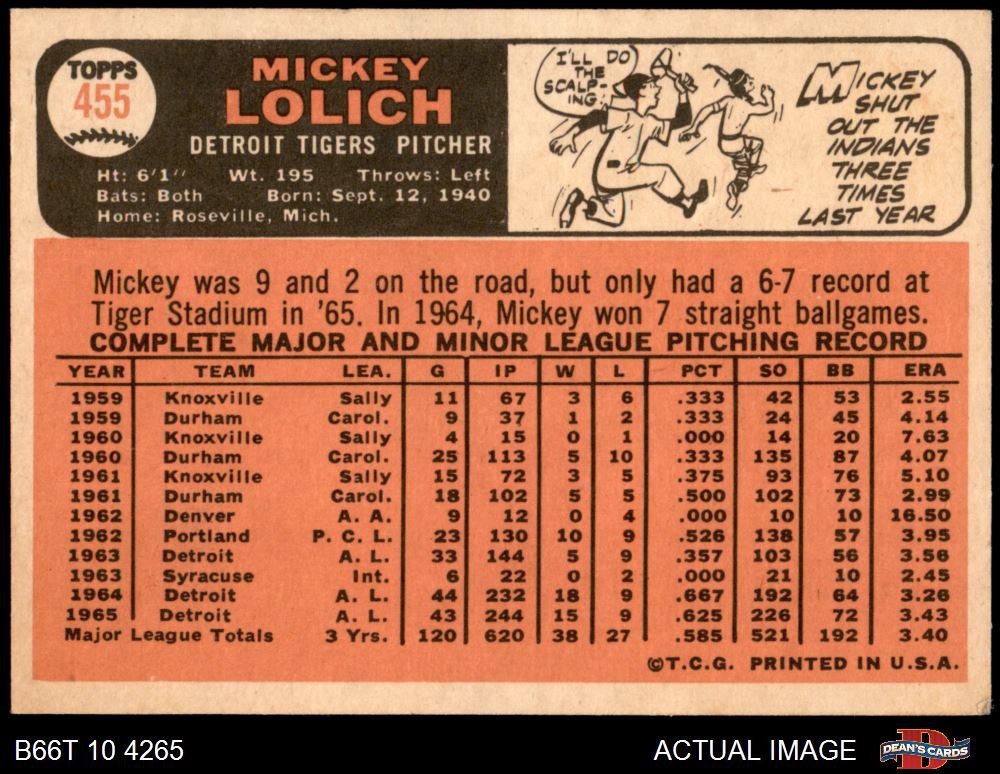 TOPPS
455
MICKEY
LOLICH
DETROIT TIGERS PITCHER
Ht: 6'1" Wt. 195 Throws: Left
Bats: Both Born: Sept. 12, 1940
Home: Roseville, Mich.
I'LL DO
THE
SCALP-
ING!
MICKEY
SHUT
OUT THE
INDIANS
THREE
TIMES
LAST YEAR
Mickey was 9 and 2 on the road, but only had a 6-7 record at
Tiger Stadium in '65. In 1964, Mickey won 7 straight ballgames.
COMPLETE MAJOR AND MINOR LEAGUE PITCHING RECORD
YEAR TEAM LEA. G IP W L PCT SO BB ERA
1959 Knoxville Sally 11 67 3 6 .333 42 53 2.55
1959 Durham Carol. 9 37 1 2 .333 24 45 4.14
1960 Knoxville Sally 4 15 0 1 .000 14 20 7.63
1960 Durham Carol. 25 113 5 10 .333 135 87 4.07
1961 Knoxville Sally 15 72 3 5 .375 93 76 5.10
1961 Durham Carol. 18 102 5 5 .500 102 73 2.99
1962 Denver A. A. 9 12 0 4 .000 10 10 16.50
1962 Portland P. C. L. 23 130 10 9 .526 138 57 3.95
1963 Detroit A. L. 33 144 5 9 .357 103 56 3.56
1963 Syracuse Int. 6 22 0 2 .000 21 10 2.45
1964 Detroit A. L. 44 232 18 9 .667 192 64 3.26
1965 Detroit A. L. 43 244 15 9 .625 226 72 3.43
Major League Totals 3 Yrs. 120 620 38 27 .585 521 192 3.40
©T.C.G. PRINTED IN U.S.A.
B66T 10 4265
ACTUAL IMAGE
DEAN'S CARDS